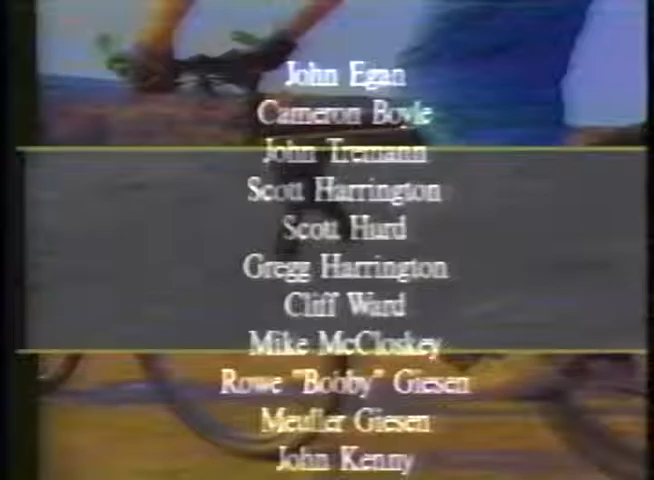 John Egan
Cameron Boyle
John Tremann
Scott Harrington
Scott Hurd
Gregg Harrington
Cliff Ward
Mike McCloskey
Rowe "Bobby" Giesen
Meuller Giesen
John Kenny